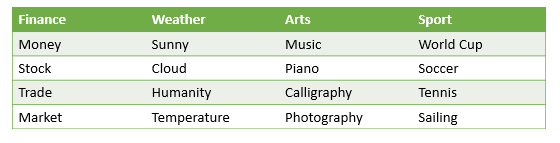 Finance Weather Arts Sport
Money Sunny Music World Cup
Stock Cloud Piano Soccer
Trade Humanity Calligraphy Tennis
Market Temperature Photography Sailing